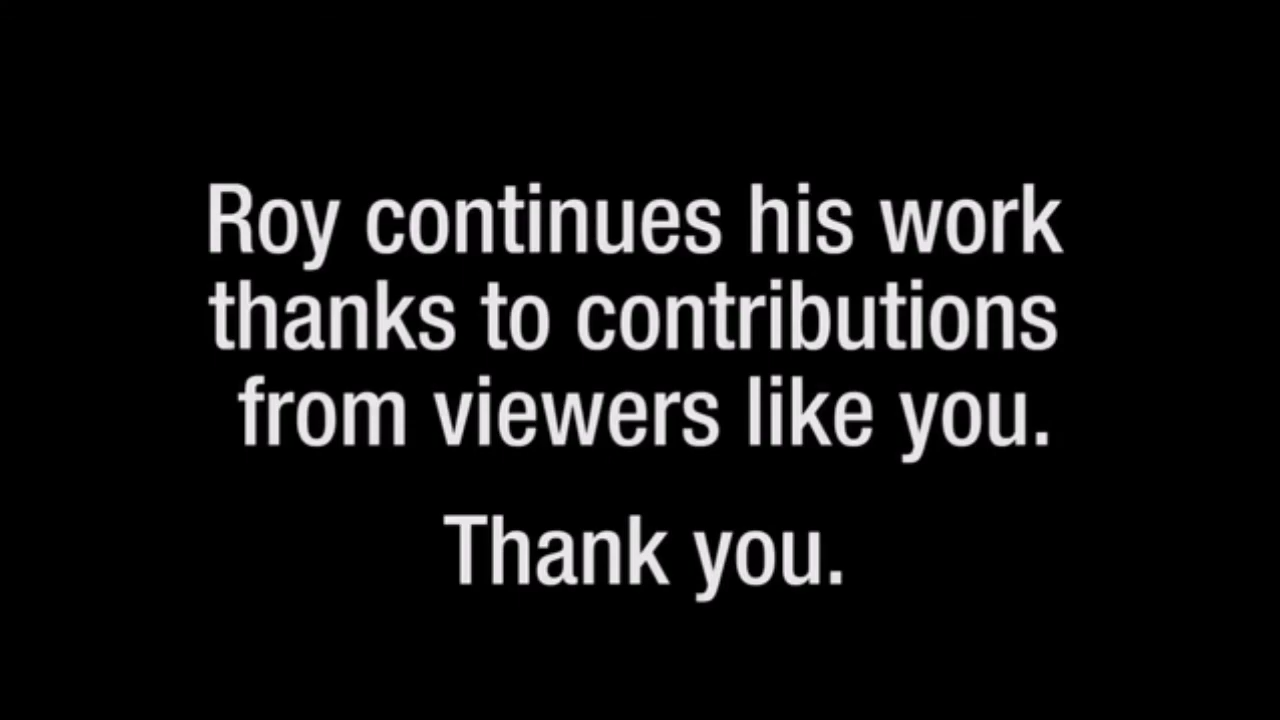 Roy continues his work
thanks to contributions
from viewers like you.
Thank you.